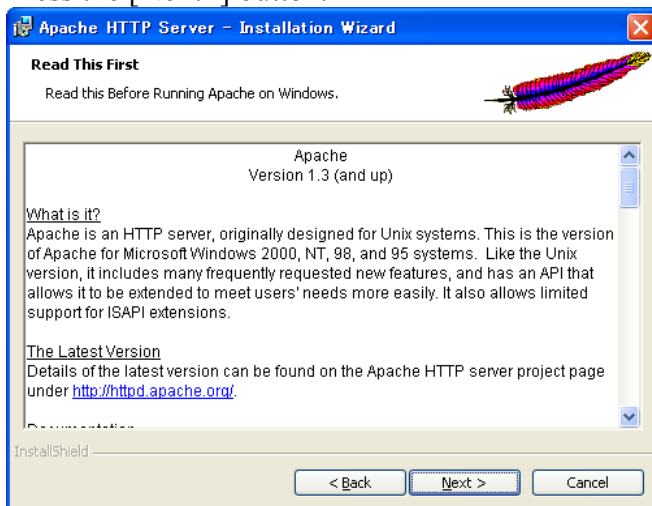 Apache HTTP Server - Installation Wizard
Read This First
Read this Before Running Apache on Windows.
Apache
Version 1.3 (and up)
What is it?
Apache is an HTTP server, originally designed for Unix systems. This is the version
of Apache for Microsoft Windows 2000, NT, 98, and 95 systems. Like the Unix
version, it includes many frequently requested new features, and has an API that
allows it to be extended to meet users' needs more easily. It also allows limited
support for ISAPI extensions.
The Latest Version
Details of the latest version can be found on the Apache HTTP server project page
under http://httpd.apache.org/.
InstallShield
< Back
Next >
Cancel